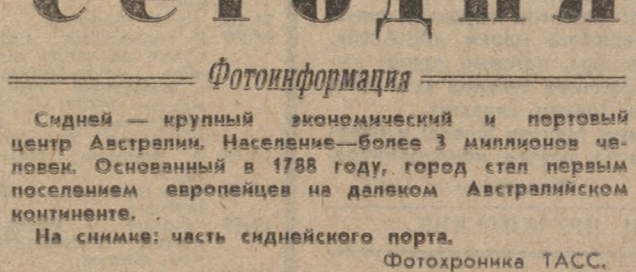 СЕГОДНЯ
Фотоинформация
Сидней — крупный экономический и портовый
центр Австралии. Население—более 3 миллионов че-
ловек. Основанный в 1788 году, город стал первым
поселением европейцев на далеком Австралийском
континенте.
На снимке: часть сиднейского порта.
Фотохроника ТАСС.